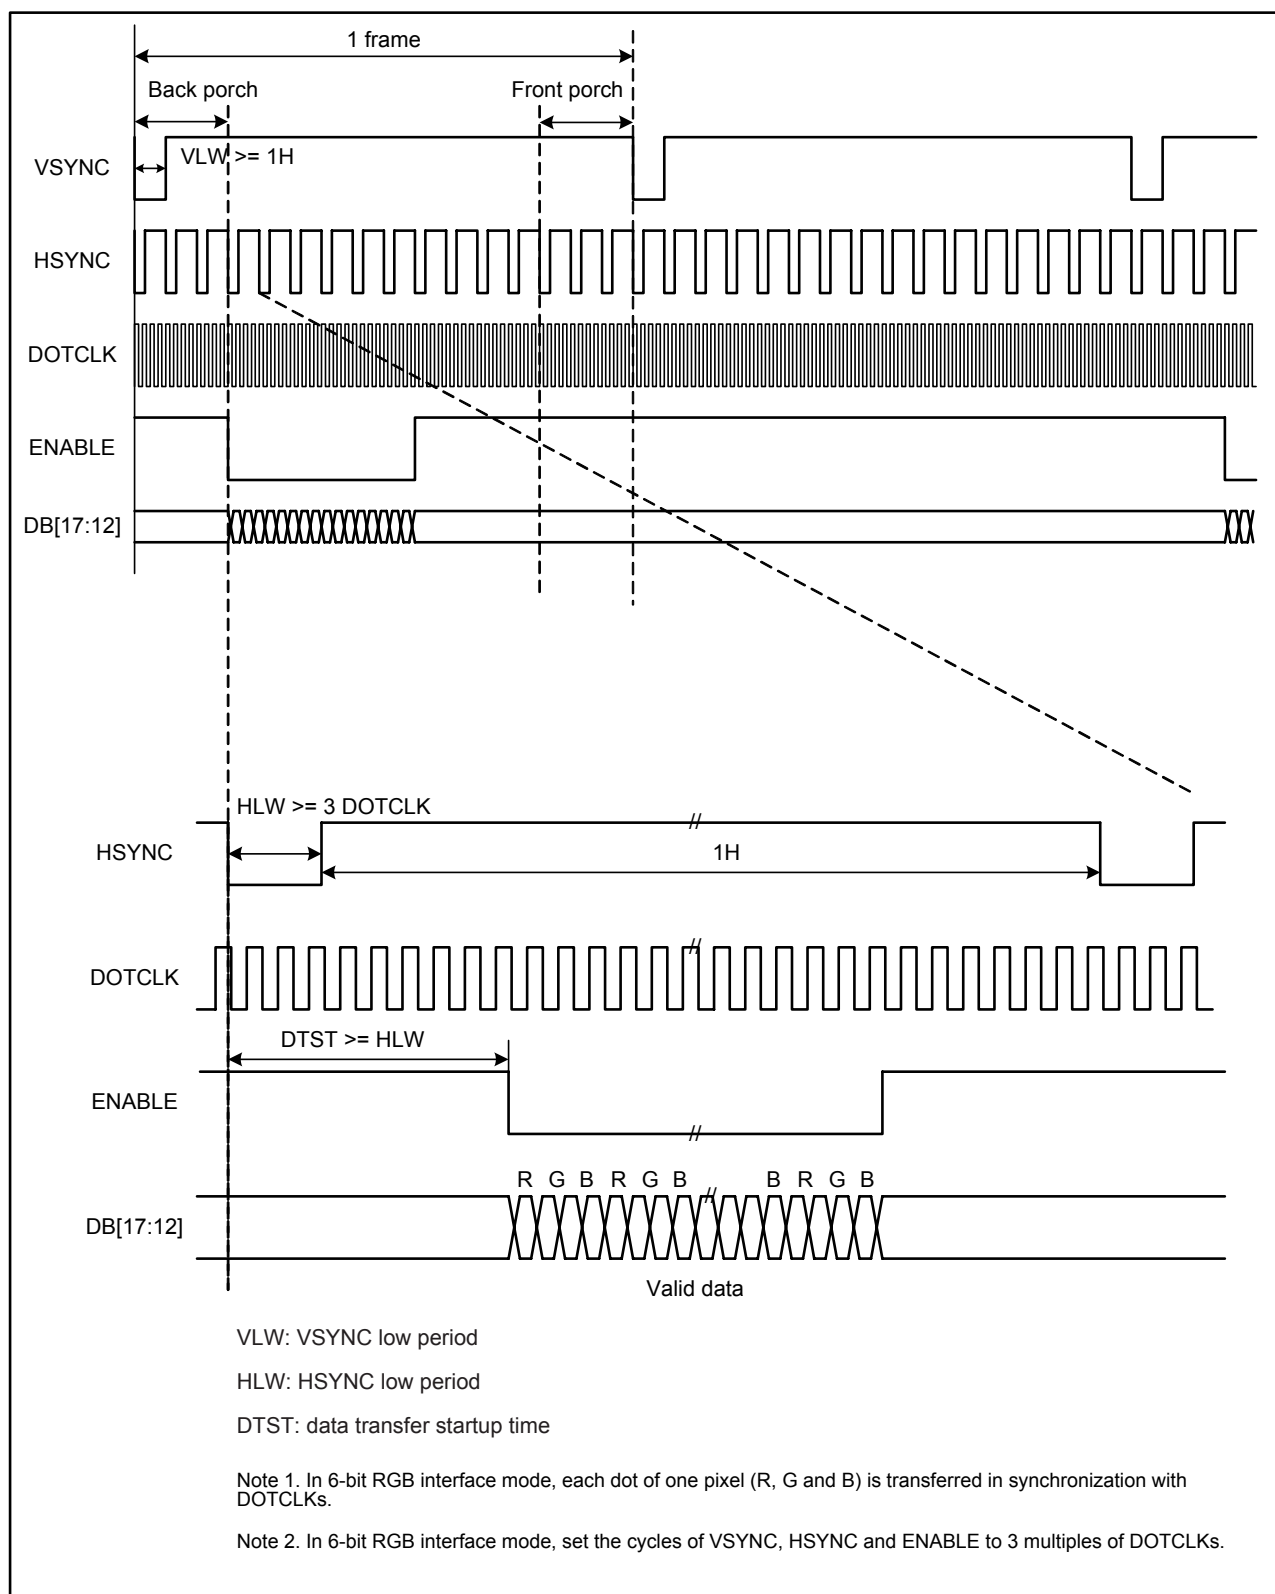 1 frame
Back porch
Front porch
VLW >= 1H
VSYNC
HSYNC
DOTCLK
ENABLE
DB[17:12]
HLW >= 3 DOTCLK
//
HSYNC
1H
//
DOTCLK
DTST >= HLW
ENABLE
//
R G B R G B // B R G B
DB[17:12]
Valid data
VLW: VSYNC low period
HLW: HSYNC low period
DTST: data transfer startup time
Note 1. In 6-bit RGB interface mode, each dot of one pixel (R, G and B) is transferred in synchronization with
DOTCLKs.
Note 2. In 6-bit RGB interface mode, set the cycles of VSYNC, HSYNC and ENABLE to 3 multiples of DOTCLKs.